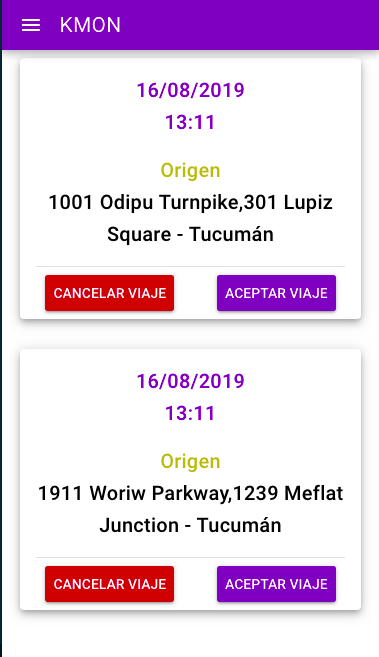 KMON
16/08/2019
13:11
Origen
1001 Odipu Turnpike,301 Lupiz
Square - Tucumán
CANCELAR VIAJE
ACEPTAR VIAJE
16/08/2019
13:11
Origen
1911 Woriw Parkway,1239 Meflat
Junction - Tucumán
CANCELAR VIAJE
ACEPTAR VIAJE